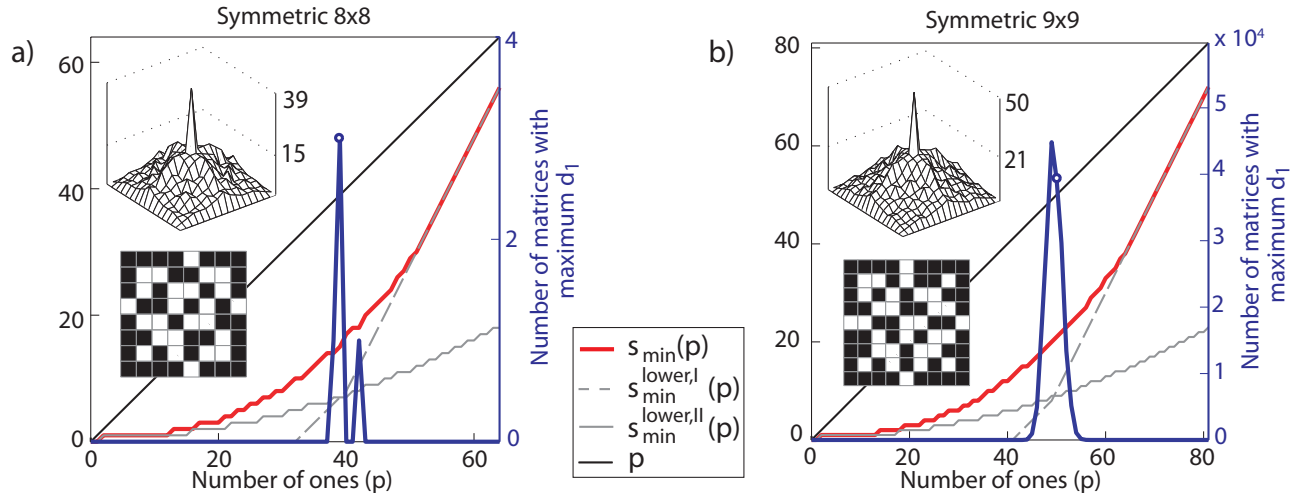 Symmetric 8x8
a)
60
40
20
0
0
20
40
60
Number of ones (p)
4
2
0
Number of matrices with
maximum d₁
39
15
s_min(p)
s_min^lower,I(p)
s_min^lower,II(p)
p
Symmetric 9x9
b)
80
60
40
20
0
0
20
40
60
80
Number of ones (p)
x 10⁴
6
5
4
3
2
1
0
Number of matrices with
maximum d₁
50
21